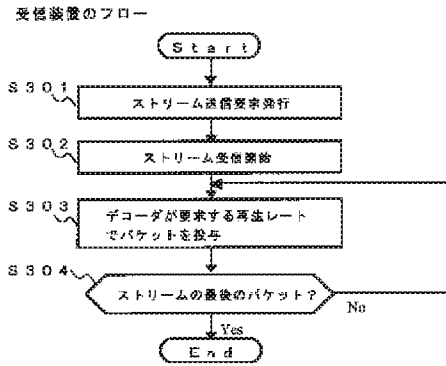 受信装置のフロー
Start
S301
ストリーム送信要求発行
S302
ストリーム受信開始
S303
デコーダが要求する再生レート
でパケットを投与
S304
ストリームの最後のパケット?
No
Yes
End